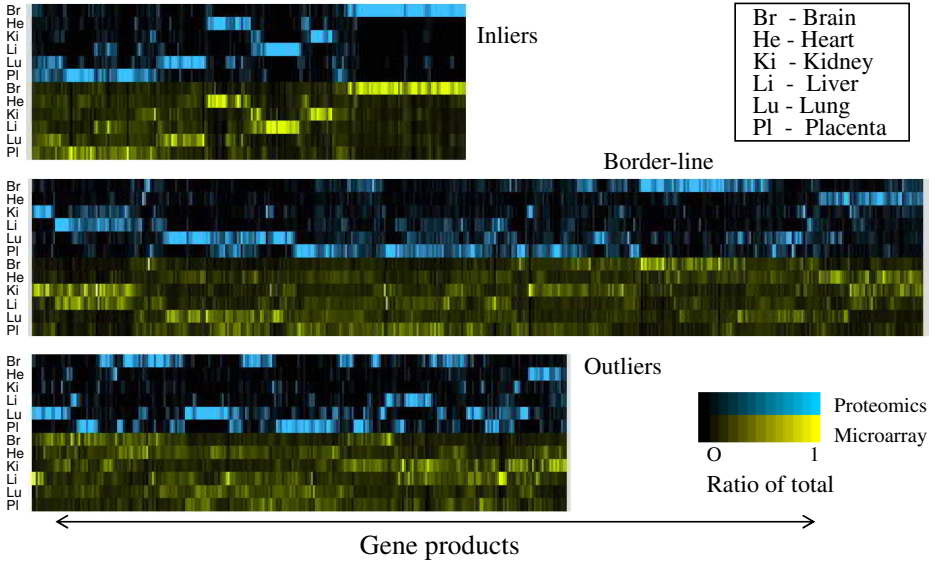 Br
He
Ki
Li
Lu
Pl
Br
He
Ki
Li
Lu
Pl
Inliers
Br - Brain
He - Heart
Ki - Kidney
Li - Liver
Lu - Lung
Pl - Placenta
Border-line
Br
He
Ki
Li
Lu
Pl
Br
He
Ki
Li
Lu
Pl
Br
He
Ki
Li
Lu
Pl
Br
He
Ki
Li
Lu
Pl
Outliers
Proteomics
Microarray
O 1
Ratio of total
Gene products